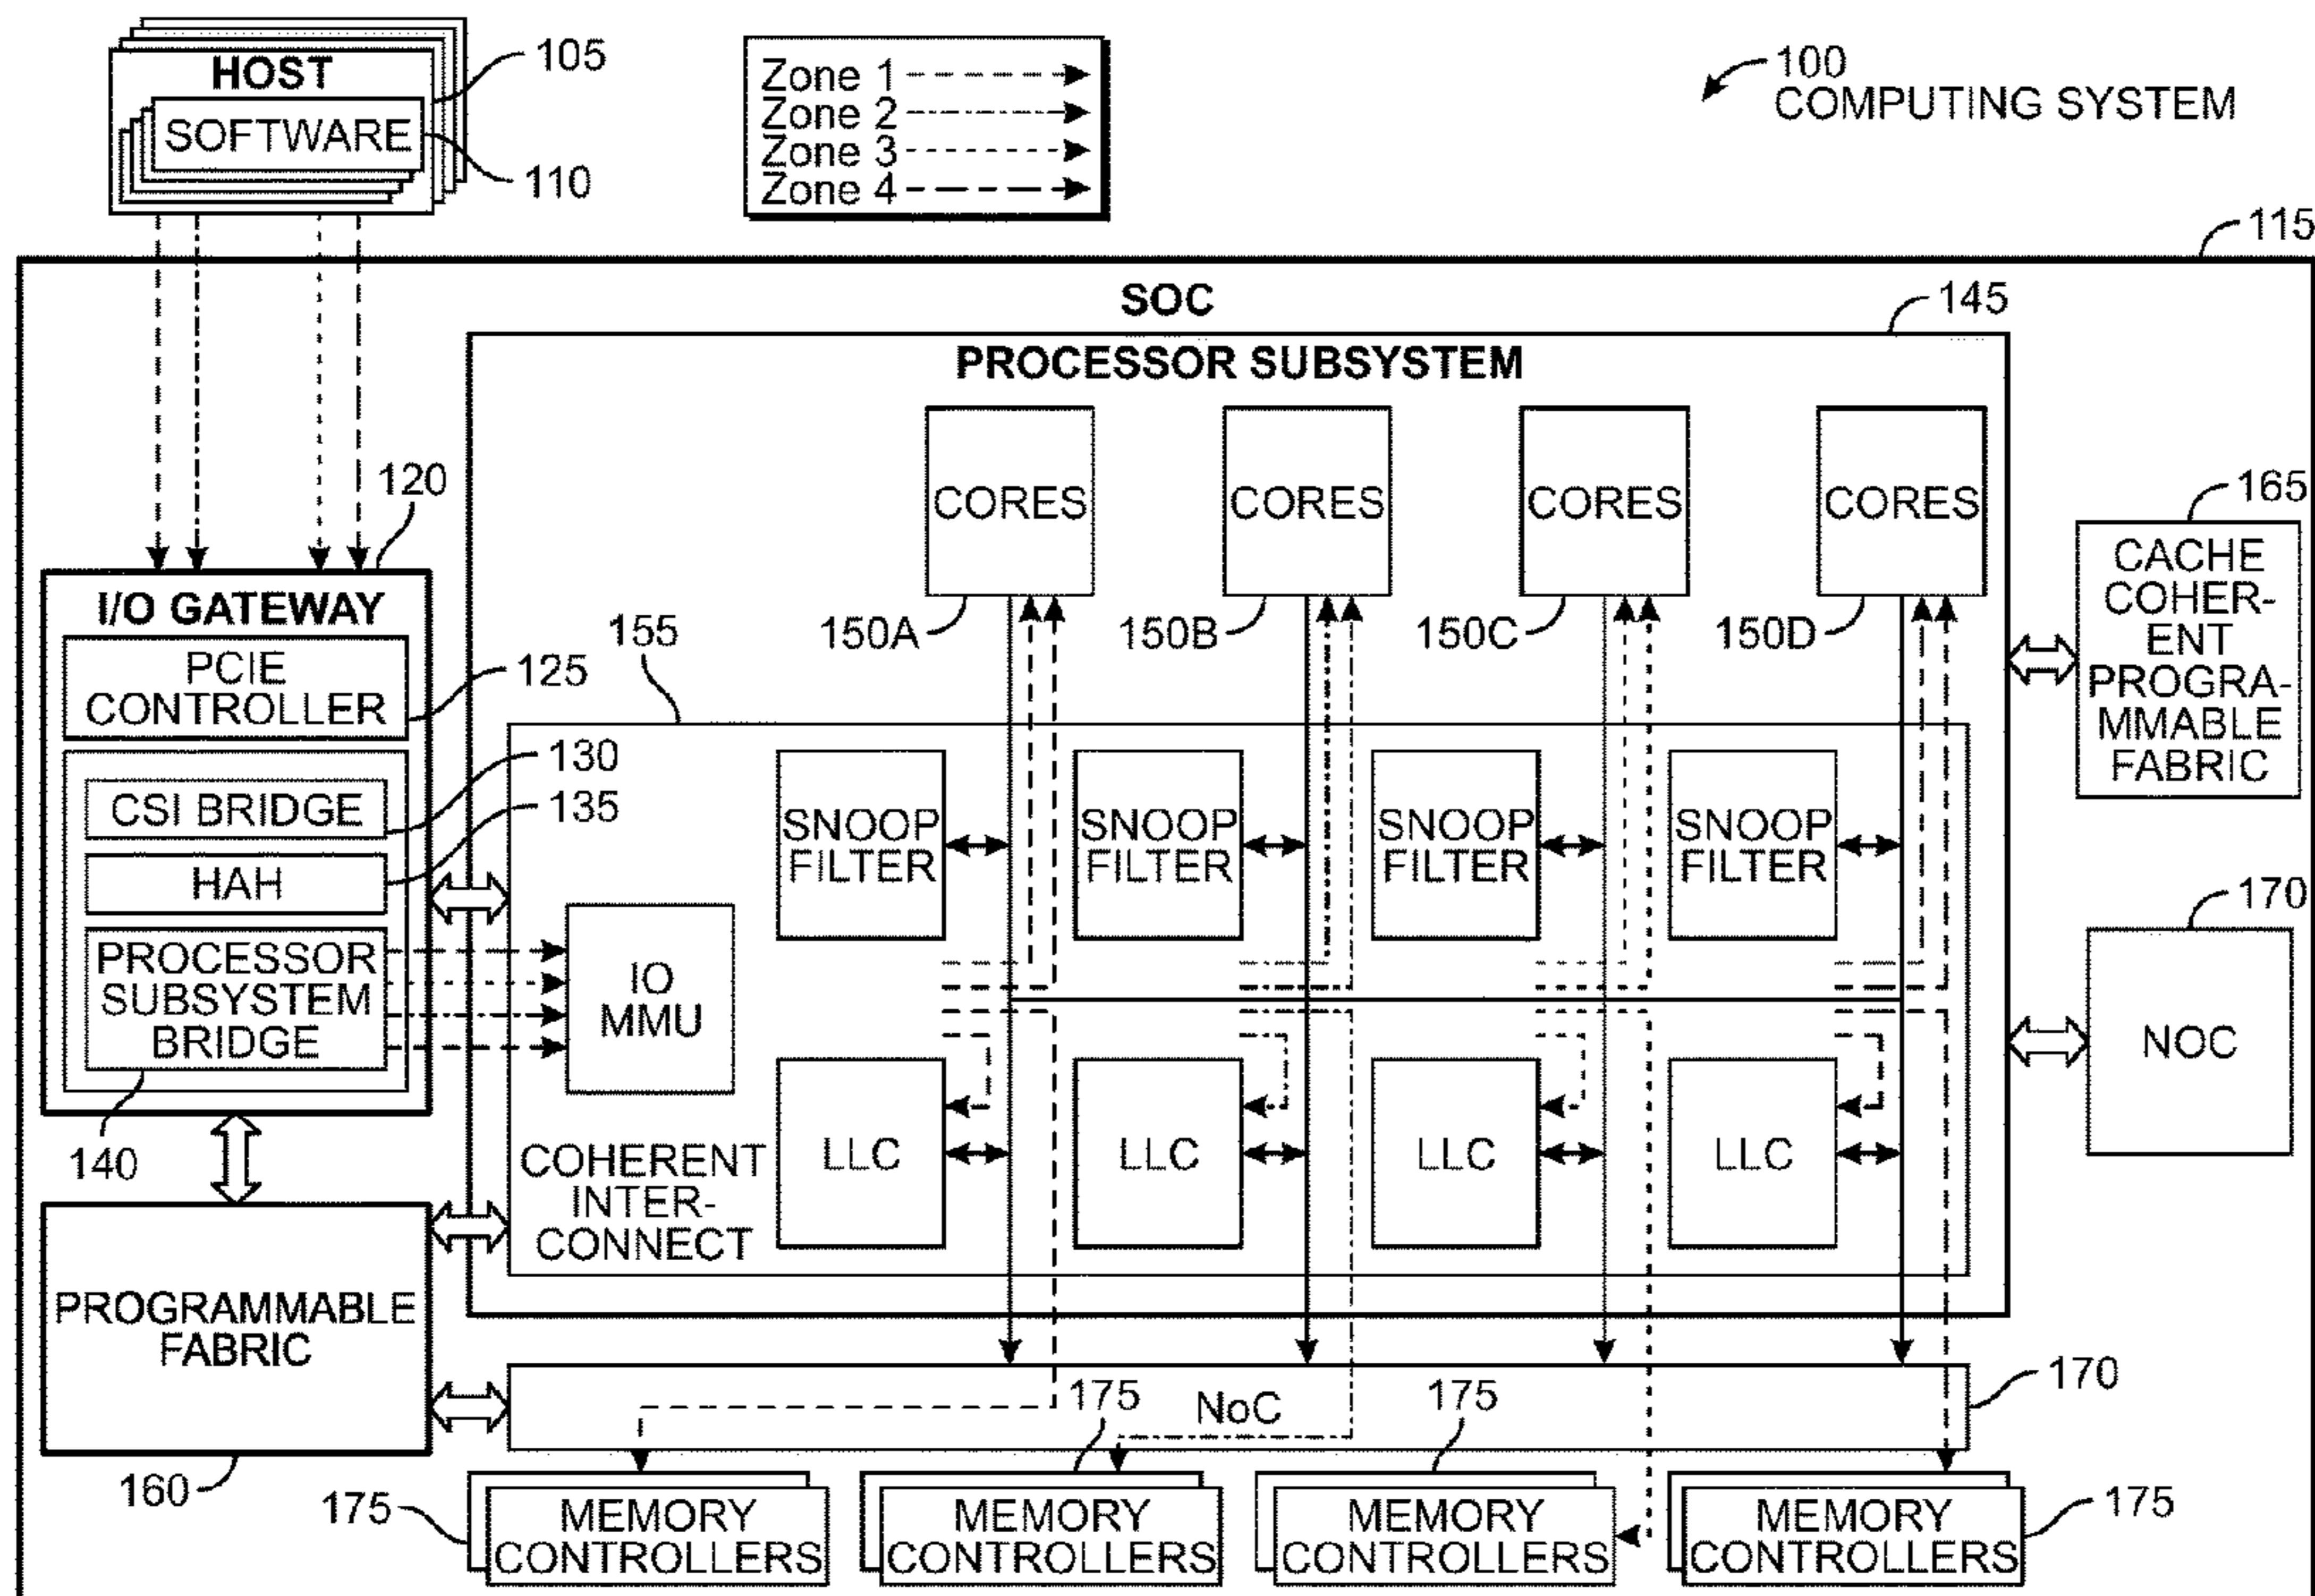 HOST
105
SOFTWARE
110
Zone 1
Zone 2
Zone 3
Zone 4
100
COMPUTING SYSTEM
115
SOC
145
PROCESSOR SUBSYSTEM
CORES
CORES
CORES
CORES
150A
150B
150C
150D
120
I/O GATEWAY
PCIE
CONTROLLER
125
CSI BRIDGE
130
HAH
135
PROCESSOR
SUBSYSTEM
BRIDGE
140
155
IO
MMU
COHERENT
INTER-
CONNECT
SNOOP
FILTER
SNOOP
FILTER
SNOOP
FILTER
SNOOP
FILTER
LLC
LLC
LLC
LLC
165
CACHE
COHER-
ENT
PROGRA-
MMABLE
FABRIC
170
NOC
PROGRAMMABLE
FABRIC
160
NoC
170
175
175
175
175
MEMORY
CONTROLLERS
MEMORY
CONTROLLERS
MEMORY
CONTROLLERS
MEMORY
CONTROLLERS